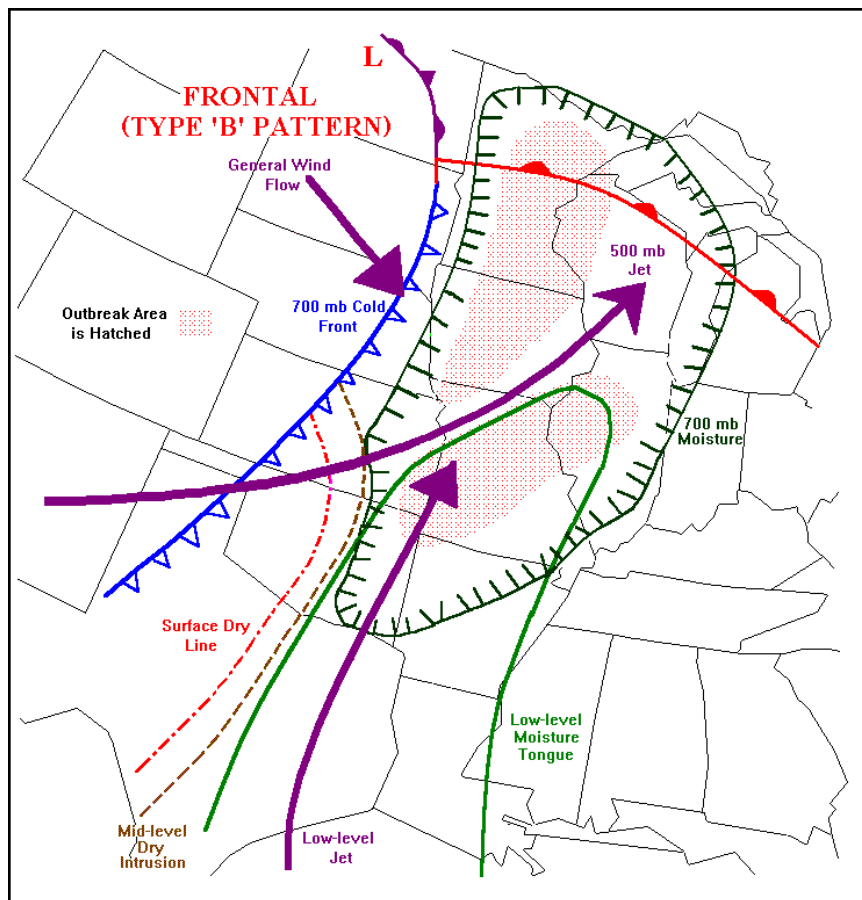 L
FRONTAL
(TYPE 'B' PATTERN)
General Wind
Flow
500 mb
Jet
Outbreak Area
is Hatched
700 mb Cold
Front
700 mb
Moisture
Surface Dry
Line
Low-level
Moisture
Tongue
Mid-level
Dry
Intrusion
Low-level
Jet